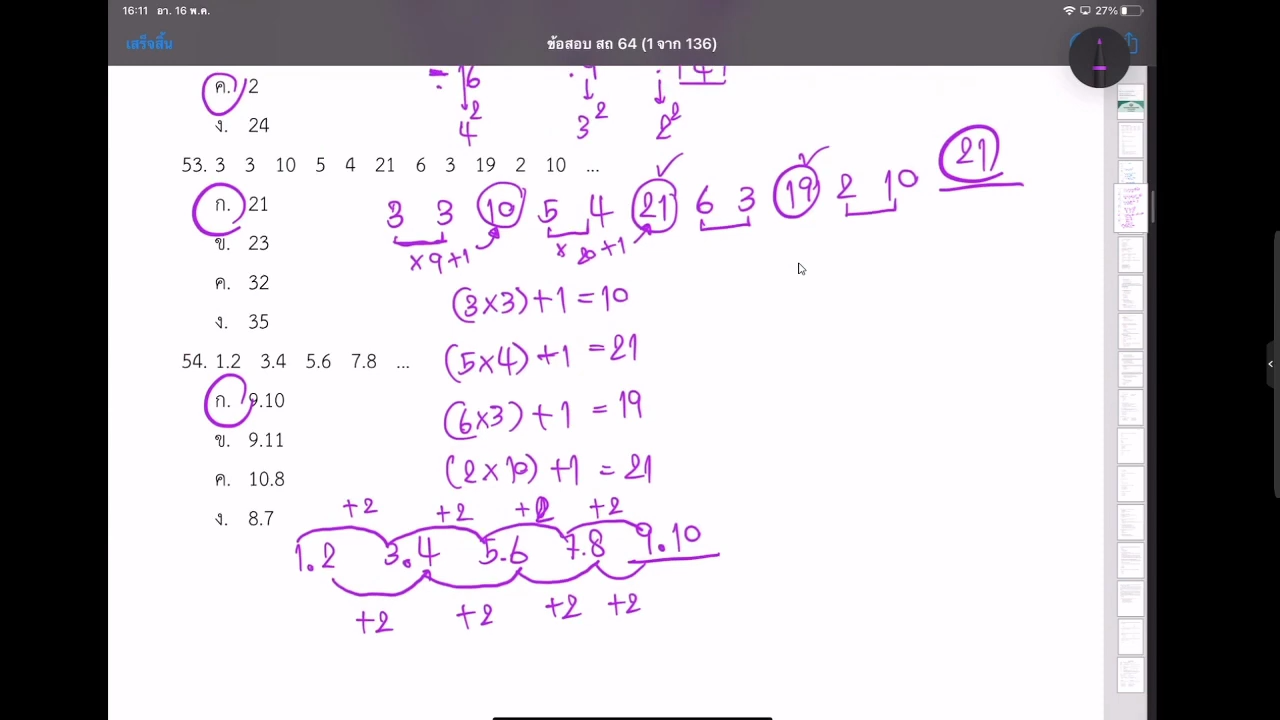 16:11 อา. 16 พ.ค.
27%
เสร็จสิ้น
ข้อสอบ สถ 64 (1 จาก 136)
ค. 2
ง. 24
= 16
4²
3²
2²
53. 3 3 10 5 4 21 6 3 19 2 10 ...
ก. 21
ข. 23
ค. 32
ง. 35
3 3 10 5 4 21 6 3 19 2 10 21
× 9 +1
× 20 +1
(3×3) +1 = 10
(5×4) +1 = 21
(6×3) +1 = 19
(2×10) +1 = 21
54. 1.2 3.4 5.6 7.8 ...
ก. 9.10
ข. 9.11
ค. 10.8
ง. 8.7
+2 +2 +2 +2
1.2 3.4 5.6 7.8 9.10
+2 +2 +2 +2